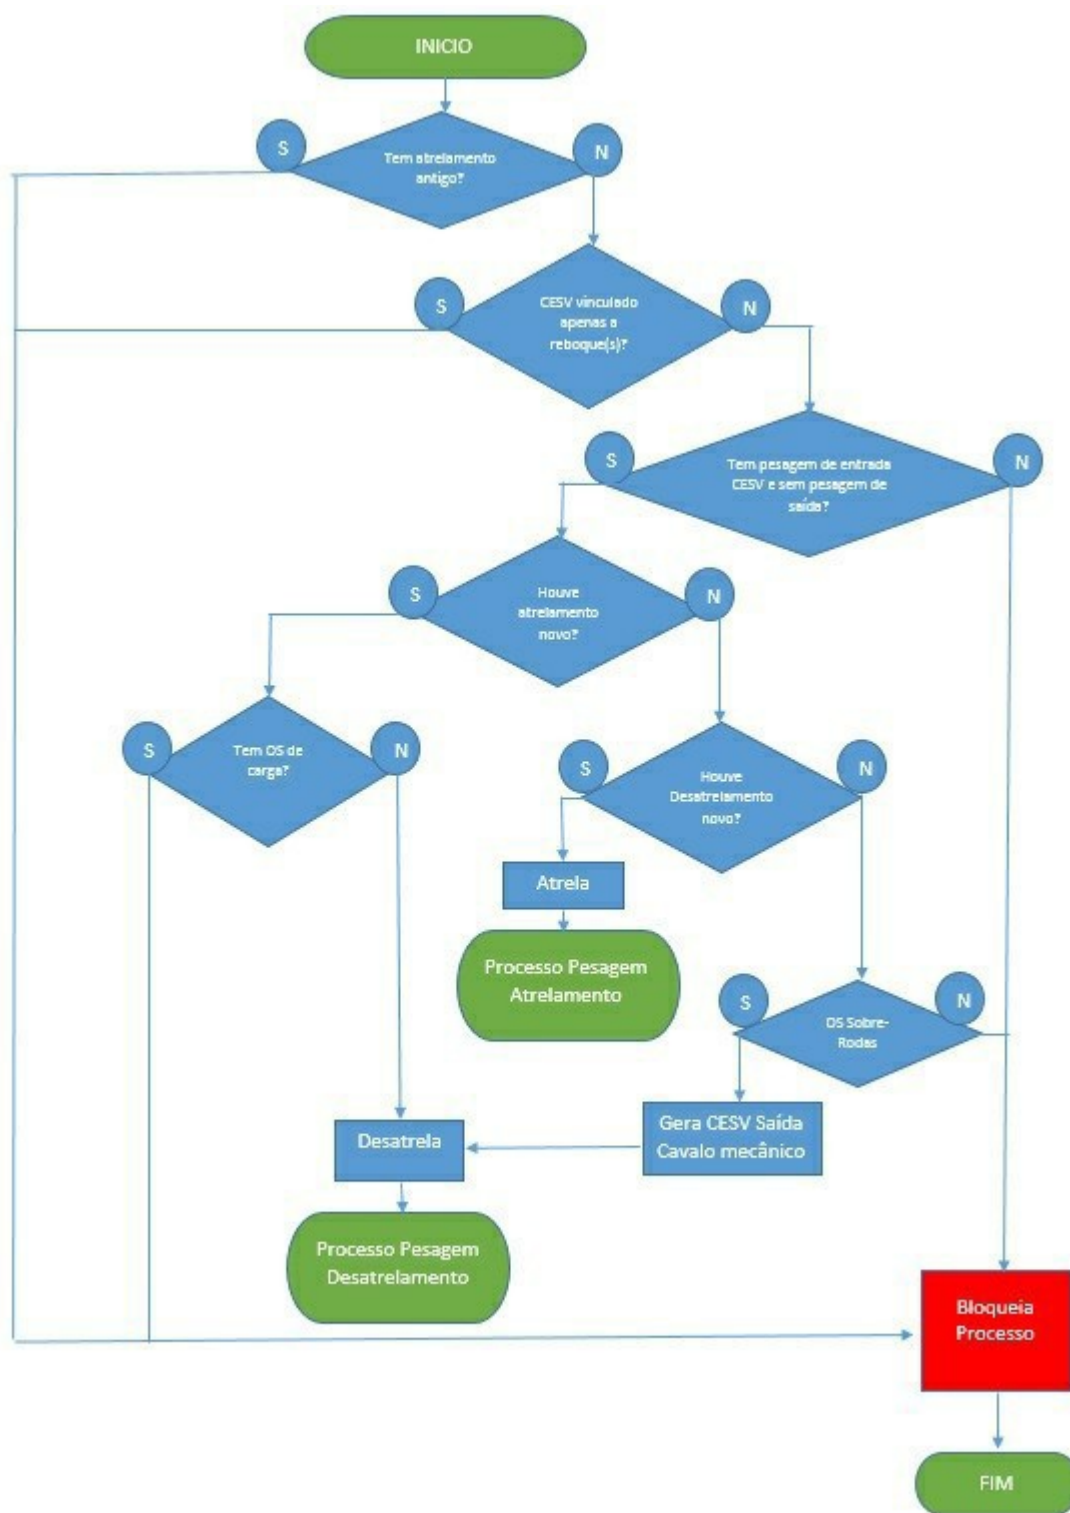 INICIO
S
N
Tem atrelamento
antigo?
S
N
CESV vinculado
apenas a
reboque(s)?
S
N
Tem pesagem de entrada
CESV e sem pesagem de
saída?
S
N
Houve
atrelamento
novo?
S
N
Tem OS de
carga?
S
N
Houve
Desatrelamento
novo?
Atrela
Processo Pesagem
Atrelamento
S
N
OS Sobre-
Rodas
Gera CESV Saída
Cavalo mecânico
Desatrela
Processo Pesagem
Desatrelamento
Bloqueia
Processo
FIM